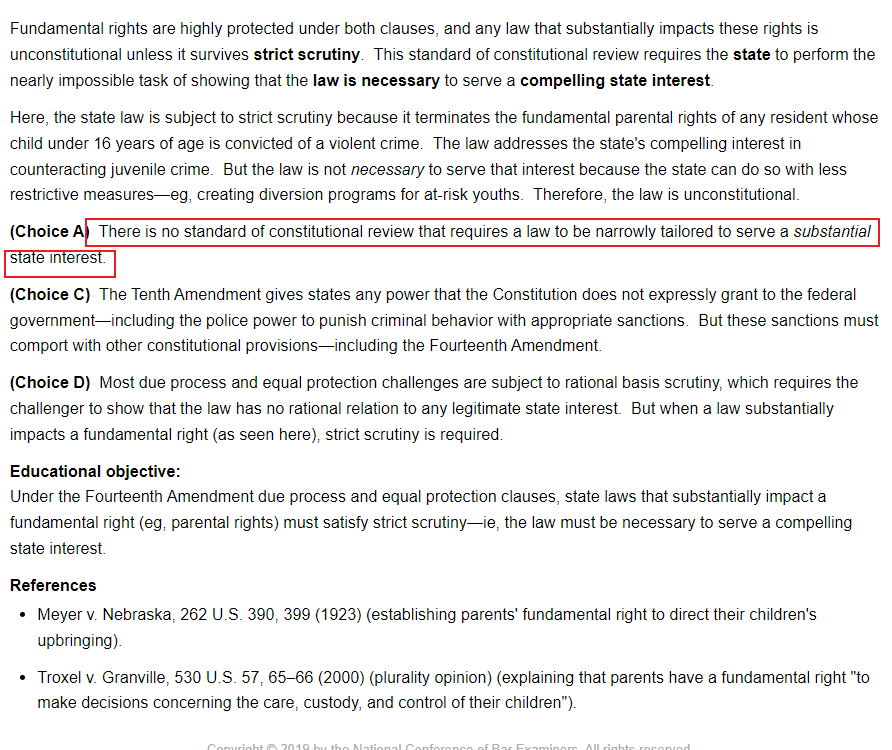 Fundamental rights are highly protected under both clauses, and any law that substantially impacts these rights is
unconstitutional unless it survives strict scrutiny. This standard of constitutional review requires the state to perform the
nearly impossible task of showing that the law is necessary to serve a compelling state interest.
Here, the state law is subject to strict scrutiny because it terminates the fundamental parental rights of any resident whose
child under 16 years of age is convicted of a violent crime. The law addresses the state's compelling interest in
counteracting juvenile crime. But the law is not necessary to serve that interest because the state can do so with less
restrictive measures—eg, creating diversion programs for at-risk youths. Therefore, the law is unconstitutional.
(Choice A) There is no standard of constitutional review that requires a law to be narrowly tailored to serve a substantial
state interest.
(Choice C) The Tenth Amendment gives states any power that the Constitution does not expressly grant to the federal
government—including the police power to punish criminal behavior with appropriate sanctions. But these sanctions must
comport with other constitutional provisions—including the Fourteenth Amendment.
(Choice D) Most due process and equal protection challenges are subject to rational basis scrutiny, which requires the
challenger to show that the law has no rational relation to any legitimate state interest. But when a law substantially
impacts a fundamental right (as seen here), strict scrutiny is required.
Educational objective:
Under the Fourteenth Amendment due process and equal protection clauses, state laws that substantially impact a
fundamental right (eg, parental rights) must satisfy strict scrutiny—ie, the law must be necessary to serve a compelling
state interest.
References
• Meyer v. Nebraska, 262 U.S. 390, 399 (1923) (establishing parents' fundamental right to direct their children's
upbringing).
• Troxel v. Granville, 530 U.S. 57, 65–66 (2000) (plurality opinion) (explaining that parents have a fundamental right "to
make decisions concerning the care, custody, and control of their children").
Copyright © 2019 by the National Conference of Bar Examiners. All rights reserved.